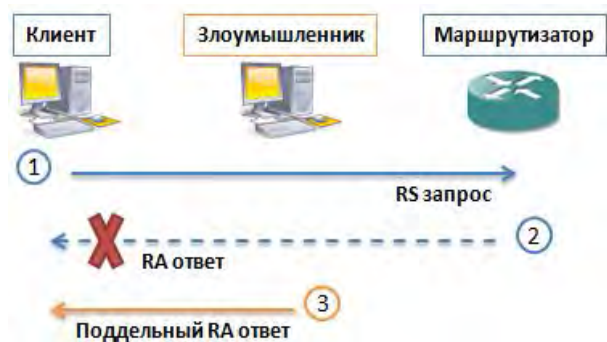 Клиент
Злоумышленник
Маршрутизатор
1
RS запрос
2
RA ответ
3
Поддельный RA ответ